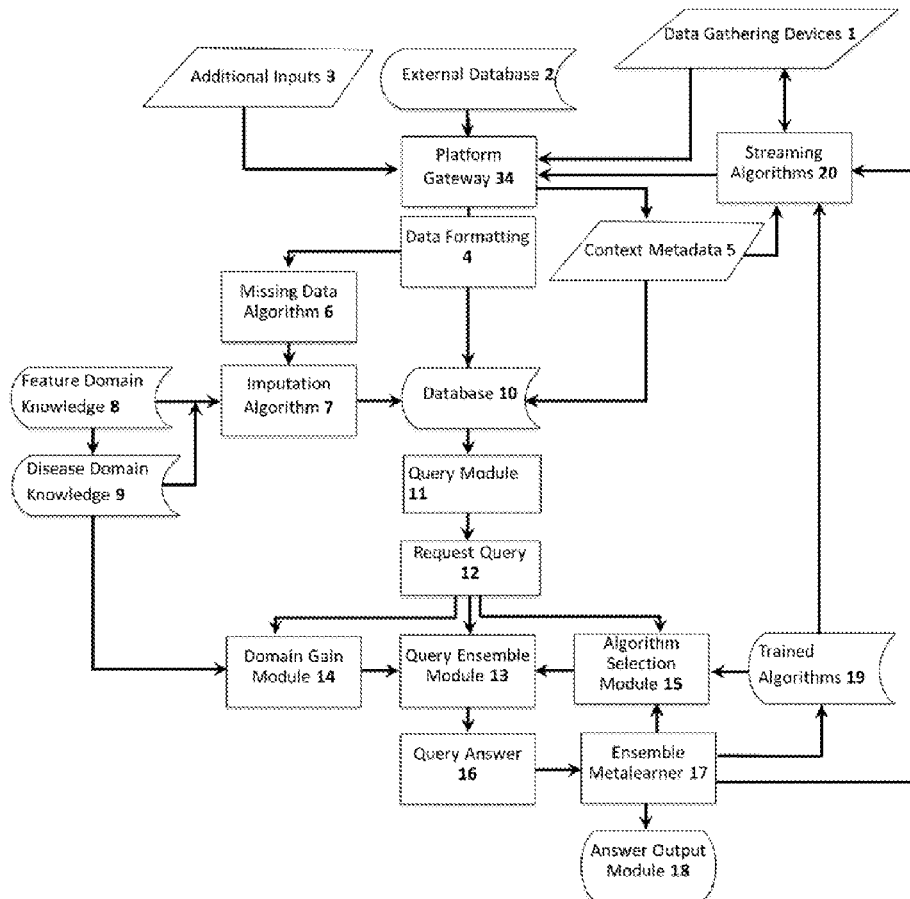 Data Gathering Devices 1
Additional Inputs 3
External Database 2
Platform
Gateway 34
Streaming
Algorithms 20
Data Formatting
4
Context Metadata 5
Missing Data
Algorithm 6
Feature Domain
Knowledge 8
Imputation
Algorithm 7
Database 10
Disease Domain
Knowledge 9
Query Module
11
Request Query
12
Domain Gain
Module 14
Query Ensemble
Module 13
Algorithm
Selection
Module 15
Trained
Algorithms 19
Query Answer
16
Ensemble
Metalearner 17
Answer Output
Module 18